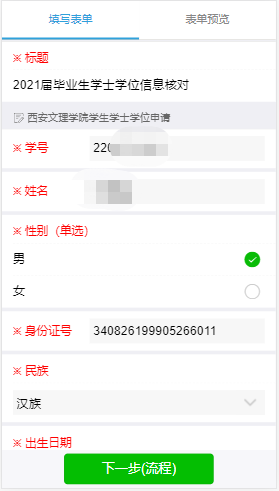 填写表单
表单预览
※ 标题
2021届毕业生学士学位信息核对
西安文理学院学生学士学位申请
※ 学号
220
※ 姓名
※ 性别（单选）
男
女
※ 身份证号
340826199905266011
※ 民族
汉族
※ 出生日期
下一步(流程)